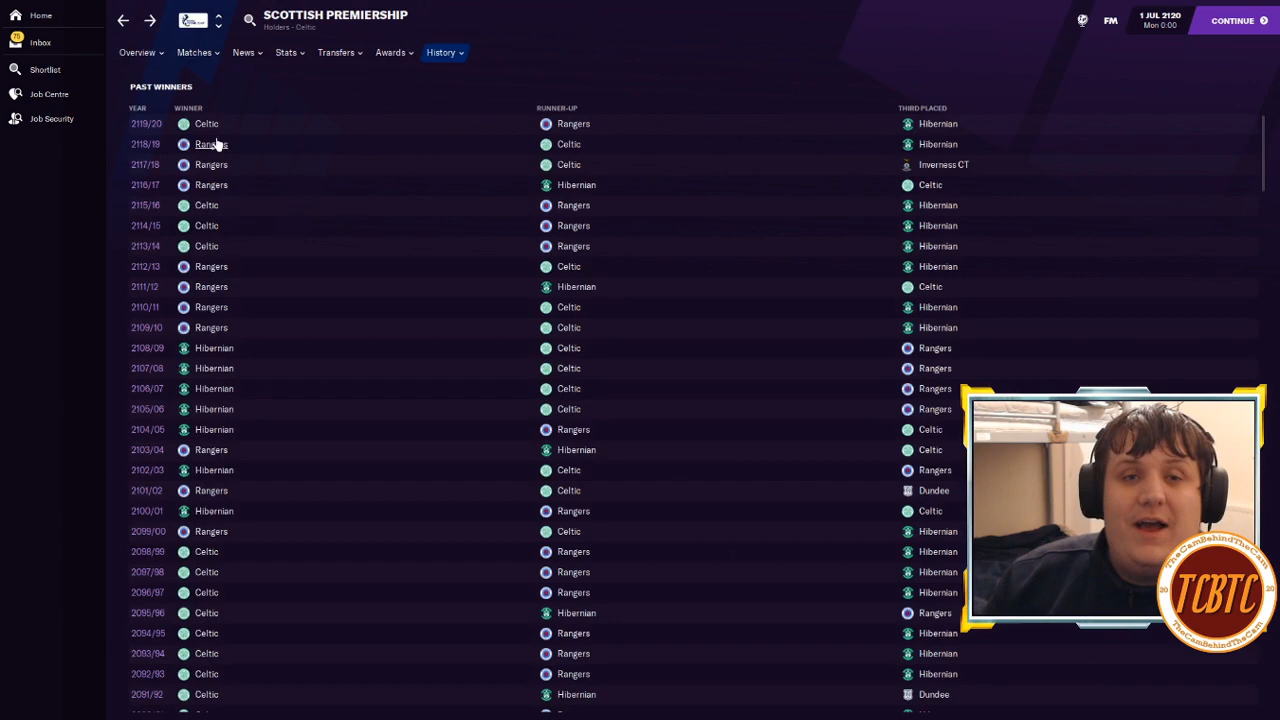 Home
Inbox
75
Shortlist
Job Centre
Job Security
SCOTTISH PREMIERSHIP
Holders - Celtic
FM
1 JUL 2120
Mon 0:00
CONTINUE
Overview Matches News Stats Transfers Awards History
PAST WINNERS
YEAR WINNER RUNNER-UP THIRD PLACED
2119/20 Celtic Rangers Hibernian
2118/19 Rangers Celtic Hibernian
2117/18 Rangers Celtic Inverness CT
2116/17 Rangers Hibernian Celtic
2115/16 Celtic Rangers Hibernian
2114/15 Celtic Rangers Hibernian
2113/14 Celtic Rangers Hibernian
2112/13 Rangers Celtic Hibernian
2111/12 Rangers Hibernian Celtic
2110/11 Rangers Celtic Hibernian
2109/10 Rangers Celtic Hibernian
2108/09 Hibernian Celtic Rangers
2107/08 Hibernian Celtic Rangers
2106/07 Hibernian Celtic Rangers
2105/06 Hibernian Celtic Rangers
2104/05 Hibernian Rangers Celtic
2103/04 Rangers Hibernian Celtic
2102/03 Hibernian Celtic Rangers
2101/02 Rangers Celtic Dundee
2100/01 Hibernian Rangers Celtic
2099/00 Rangers Celtic Hibernian
2098/99 Celtic Rangers Hibernian
2097/98 Celtic Rangers Hibernian
2096/97 Celtic Rangers Hibernian
2095/96 Celtic Hibernian Rangers
2094/95 Celtic Rangers Hibernian
2093/94 Celtic Rangers Hibernian
2092/93 Celtic Rangers Hibernian
2091/92 Celtic Hibernian Dundee
TheCamBehindTheCam
20 TCBTC 20
TheCamBehindTheCam